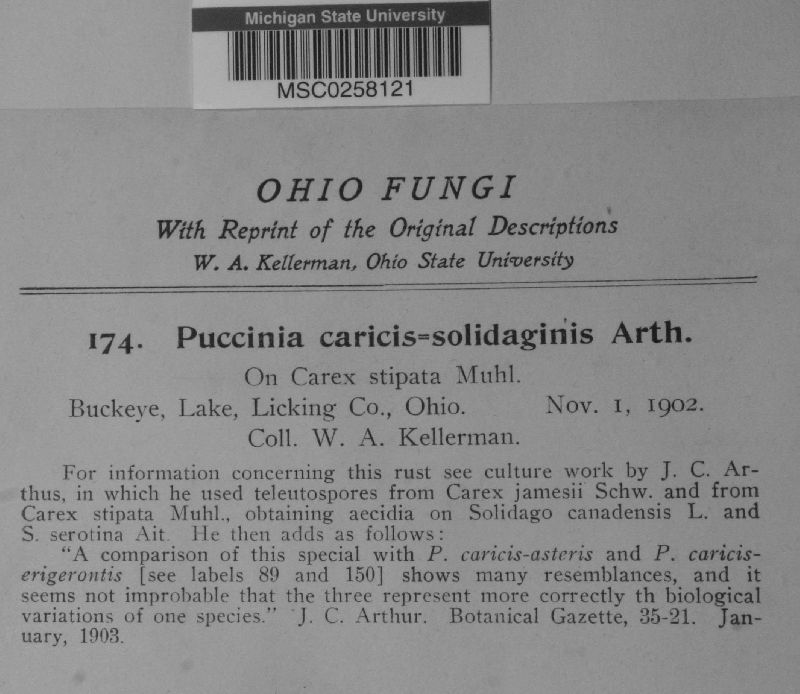 Michigan State University
MSC0258121
OHIO FUNGI
With Reprint of the Original Descriptions
W. A. Kellerman, Ohio State University
174. Puccinia caricis=solidaginis Arth.
On Carex stipata Muhl.
Buckeye, Lake, Licking Co., Ohio. Nov. 1, 1902.
Coll. W. A. Kellerman.
For information concerning this rust see culture work by J. C. Ar-
thus, in which he used teleutospores from Carex jamesii Schw. and from
Carex stipata Muhl., obtaining aecidia on Solidago canadensis L. and
S. serotina Ait. He then adds as follows:
"A comparison of this special with P. caricis-asteris and P. caricis-
erigerontis [see labels 89 and 150] shows many resemblances, and it
seems not improbable that the three represent more correctly th biological
variations of one species." J. C. Arthur. Botanical Gazette, 35-21. Jan-
uary, 1903.